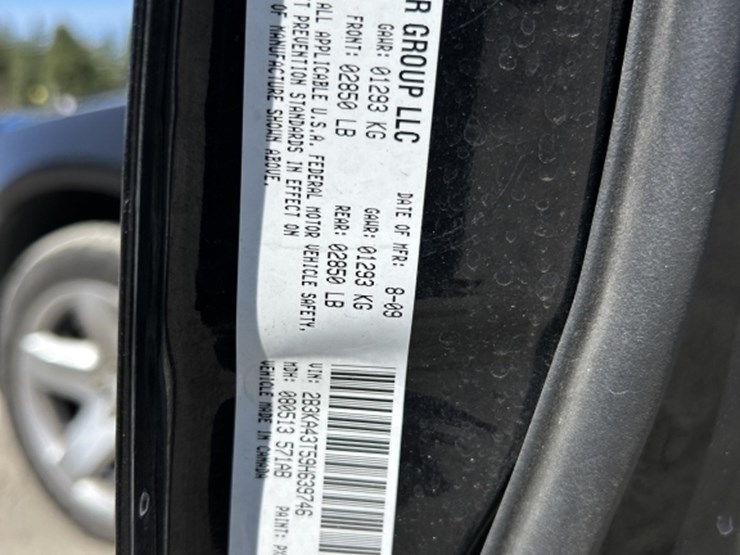 R GROUP LLC
DATE OF MFR: 8-09
GAWR: 01293 KG GAWR: 01293 KG
FRONT: 02850 LB REAR: 02850 LB
ALL APPLICABLE U.S.A. FEDERAL MOTOR VEHICLE SAFETY,
T PREVENTION STANDARDS IN EFFECT ON
OF MANUFACTURE SHOWN ABOVE.
VIN: 2B3KA43T59H639746
MDH: 080513 571AB PAINT:
VEHICLE MADE IN CANADA